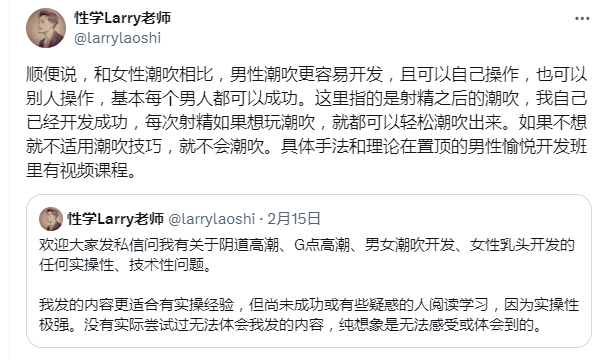 性学Larry老师
@larrylaoshi
顺便说，和女性潮吹相比，男性潮吹更容易开发，且可以自己操作，也可以
别人操作，基本每个男人都可以成功。这里指的是射精之后的潮吹，我自己
已经开发成功，每次射精如果想玩潮吹，就都可以轻松潮吹出来。如果不想
就不适用潮吹技巧，就不会潮吹。具体手法和理论在置顶的男性愉悦开发班
里有视频课程。
性学Larry老师 @larrylaoshi · 2月15日
欢迎大家发私信问我有关于阴道高潮、G点高潮、男女潮吹开发、女性乳头开发的
任何实操性、技术性问题。
我发的内容更适合有实操经验，但尚未成功或有些疑惑的人阅读学习，因为实操性
极强。没有实际尝试过无法体会我发的内容，纯想象是无法感受或体会到的。